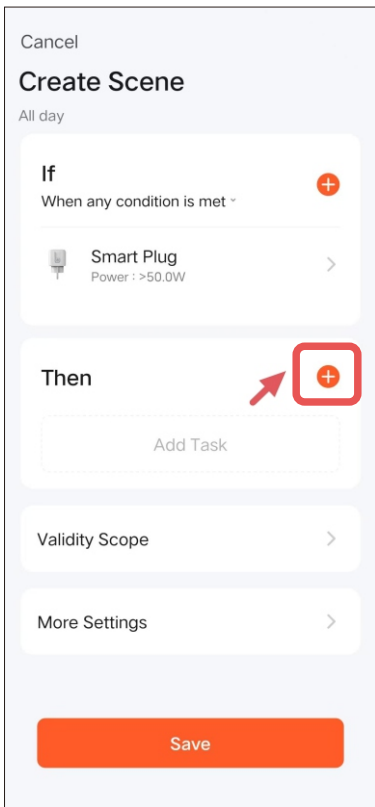 Cancel
Create Scene
All day
If
When any condition is met
Smart Plug
Power : >50.0W
Then
Add Task
Validity Scope
More Settings
Save